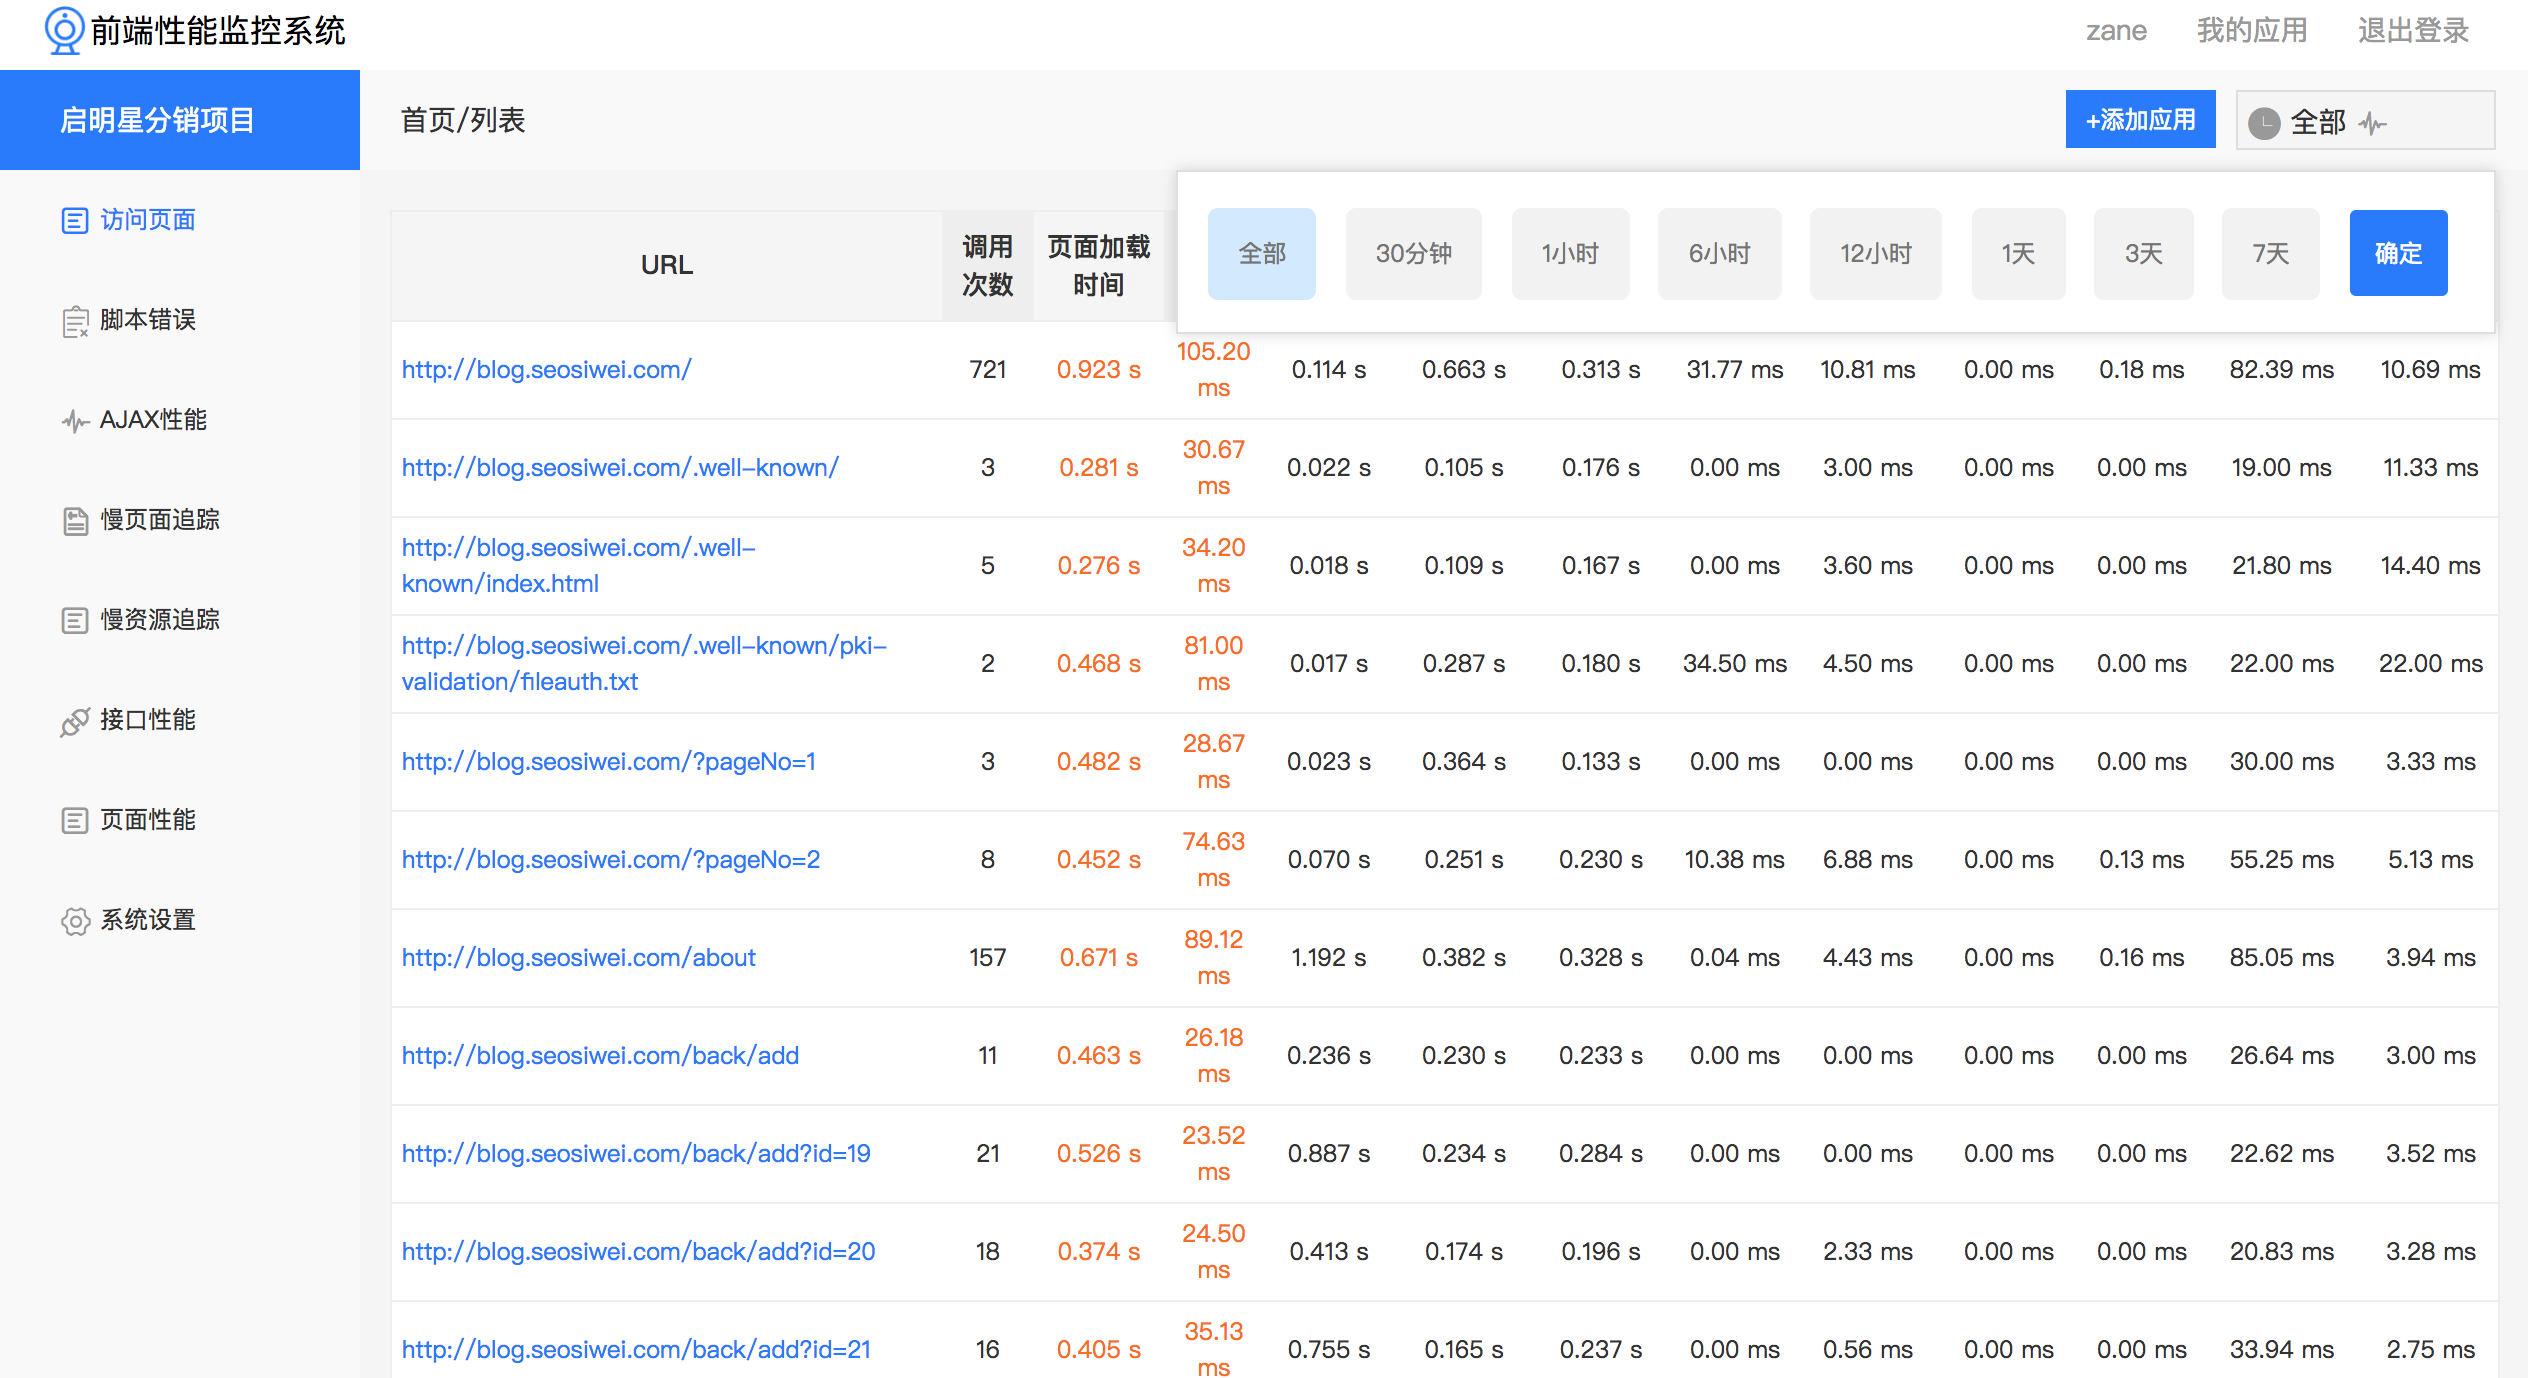 前端性能监控系统
zane 我的应用 退出登录
启明星分销项目
首页/列表
+添加应用
全部
访问页面
脚本错误
AJAX性能
慢页面追踪
慢资源追踪
接口性能
页面性能
系统设置
全部 30分钟 1小时 6小时 12小时 1天 3天 7天 确定
URL
调用
次数
页面加载
时间
http://blog.seosiwei.com/ 721 0.923 s 105.20 ms 0.114 s 0.663 s 0.313 s 31.77 ms 10.81 ms 0.00 ms 0.18 ms 82.39 ms 10.69 ms
http://blog.seosiwei.com/.well-known/ 3 0.281 s 30.67 ms 0.022 s 0.105 s 0.176 s 0.00 ms 3.00 ms 0.00 ms 0.00 ms 19.00 ms 11.33 ms
http://blog.seosiwei.com/.well-
known/index.html 5 0.276 s 34.20 ms 0.018 s 0.109 s 0.167 s 0.00 ms 3.60 ms 0.00 ms 0.00 ms 21.80 ms 14.40 ms
http://blog.seosiwei.com/.well-known/pki-
validation/fileauth.txt 2 0.468 s 81.00 ms 0.017 s 0.287 s 0.180 s 34.50 ms 4.50 ms 0.00 ms 0.00 ms 22.00 ms 22.00 ms
http://blog.seosiwei.com/?pageNo=1 3 0.482 s 28.67 ms 0.023 s 0.364 s 0.133 s 0.00 ms 0.00 ms 0.00 ms 0.00 ms 30.00 ms 3.33 ms
http://blog.seosiwei.com/?pageNo=2 8 0.452 s 74.63 ms 0.070 s 0.251 s 0.230 s 10.38 ms 6.88 ms 0.00 ms 0.13 ms 55.25 ms 5.13 ms
http://blog.seosiwei.com/about 157 0.671 s 89.12 ms 1.192 s 0.382 s 0.328 s 0.04 ms 4.43 ms 0.00 ms 0.16 ms 85.05 ms 3.94 ms
http://blog.seosiwei.com/back/add 11 0.463 s 26.18 ms 0.236 s 0.230 s 0.233 s 0.00 ms 0.00 ms 0.00 ms 0.00 ms 26.64 ms 3.00 ms
http://blog.seosiwei.com/back/add?id=19 21 0.526 s 23.52 ms 0.887 s 0.234 s 0.284 s 0.00 ms 0.00 ms 0.00 ms 0.00 ms 22.62 ms 3.52 ms
http://blog.seosiwei.com/back/add?id=20 18 0.374 s 24.50 ms 0.413 s 0.174 s 0.196 s 0.00 ms 2.33 ms 0.00 ms 0.00 ms 20.83 ms 3.28 ms
http://blog.seosiwei.com/back/add?id=21 16 0.405 s 35.13 ms 0.755 s 0.165 s 0.237 s 0.00 ms 0.56 ms 0.00 ms 0.00 ms 33.94 ms 2.75 ms